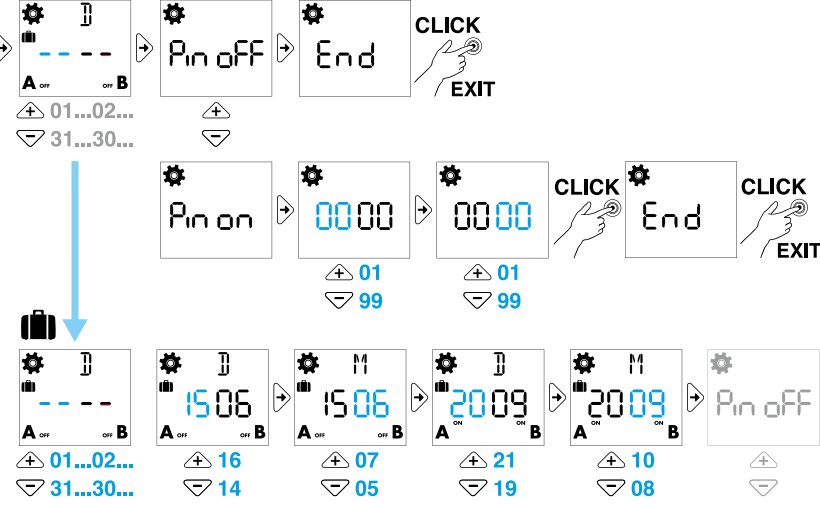 D Pin off End CLICK
- - - - EXIT
A OFF OFF B
+ 01...02... +
- 31...30... -
Pin on 0000 0000 CLICK End CLICK
EXIT
+ 01 + 01
- 99 - 99
D D M D M
- - - - 1506 1506 2009 2009 Pin off
A OFF OFF B A OFF OFF B A OFF OFF B A ON ON B A ON ON B
+ 01...02... + 16 + 07 + 21 + 10 +
- 31...30... - 14 - 05 - 19 - 08 -